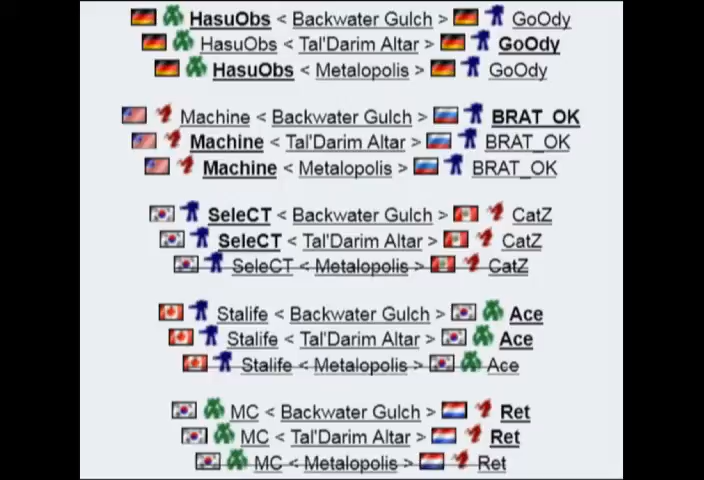 HasuObs < Backwater Gulch > GoOdy
HasuObs < Tal'Darim Altar > GoOdy
HasuObs < Metalopolis > GoOdy
Machine < Backwater Gulch > BRAT_OK
Machine < Tal'Darim Altar > BRAT_OK
Machine < Metalopolis > BRAT_OK
SeleCT < Backwater Gulch > CatZ
SeleCT < Tal'Darim Altar > CatZ
SeleCT < Metalopolis > CatZ
Stalife < Backwater Gulch > Ace
Stalife < Tal'Darim Altar > Ace
Stalife < Metalopolis > Ace
MC < Backwater Gulch > Ret
MC < Tal'Darim Altar > Ret
MC < Metalopolis > Ret